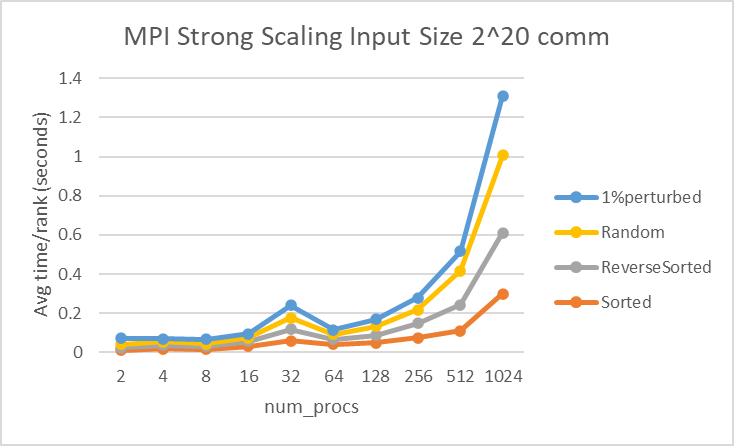 MPI Strong Scaling Input Size 2^20 comm
1.4
1.2
1
0.8
0.6
0.4
0.2
0
Avg time/rank (seconds)
2 4 8 16 32 64 128 256 512 1024
num_procs
1%perturbed
Random
ReverseSorted
Sorted